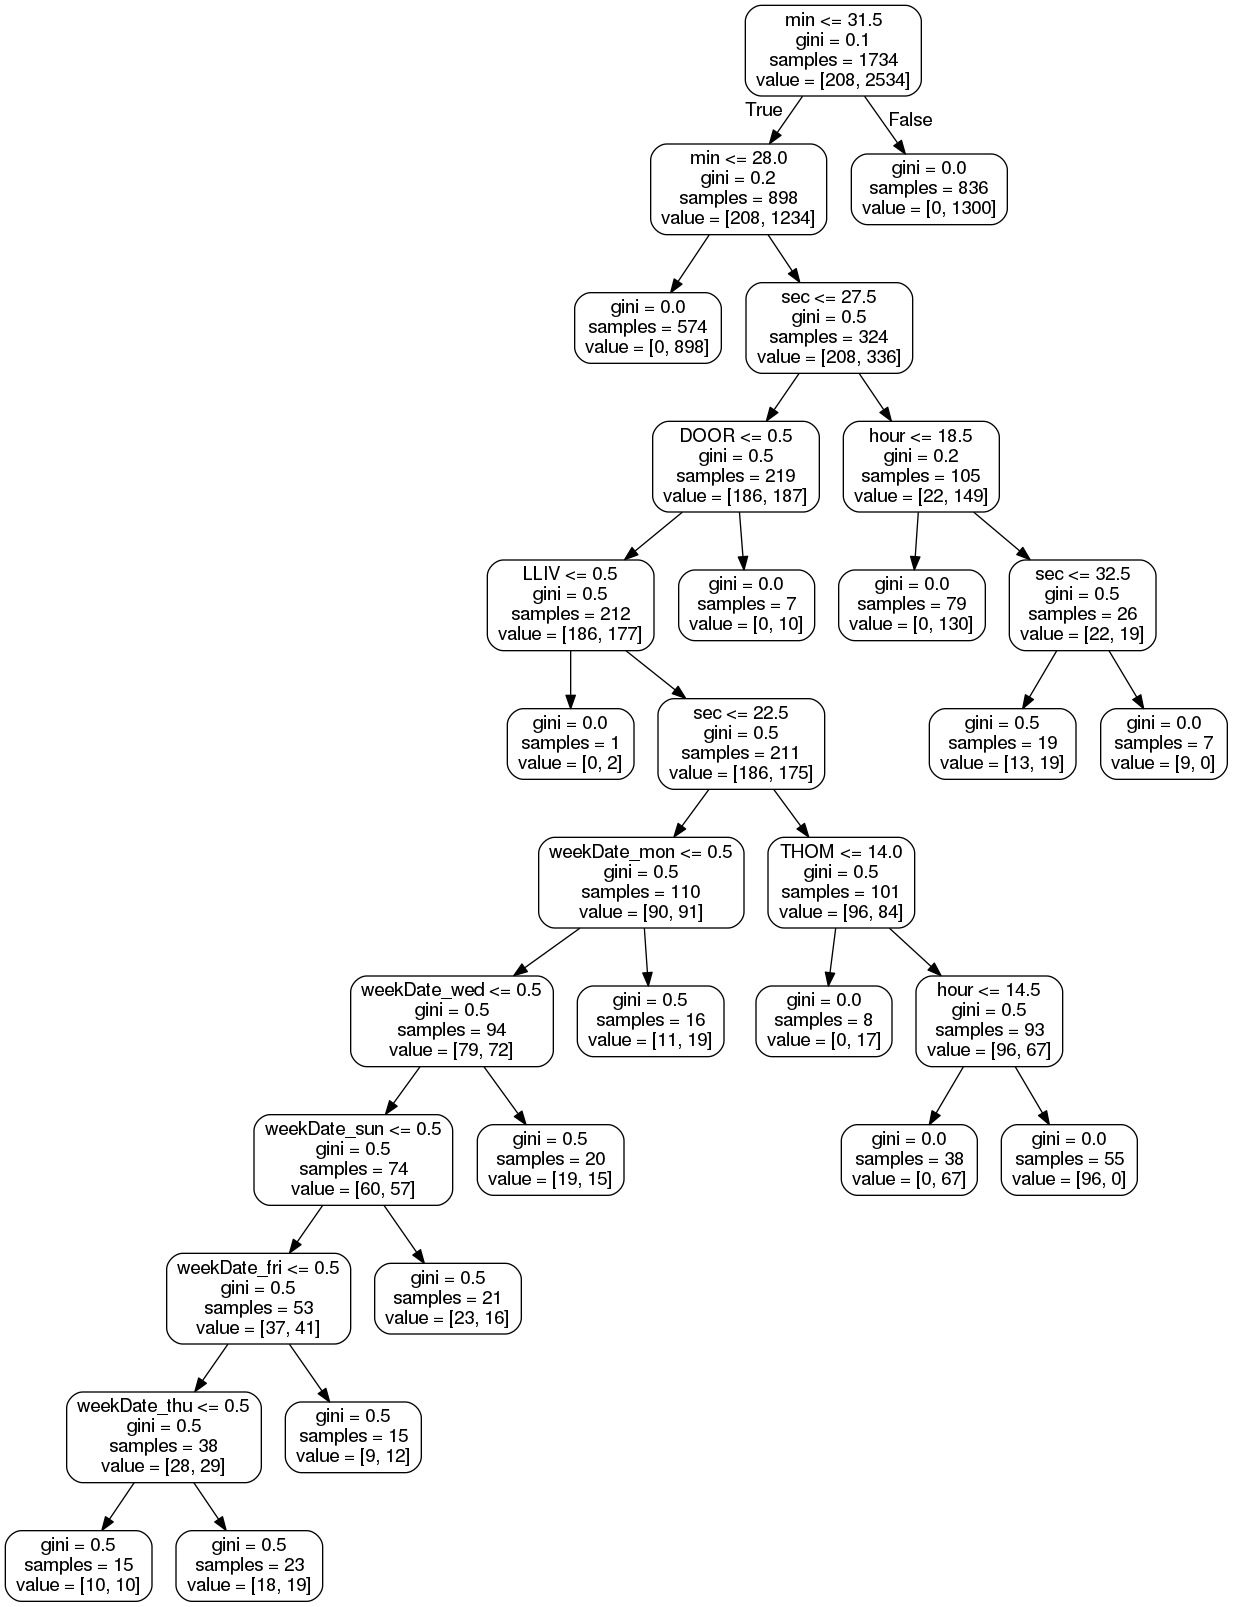 min <= 31.5
gini = 0.1
samples = 1734
value = [208, 2534]
True
False
min <= 28.0
gini = 0.2
samples = 898
value = [208, 1234]
gini = 0.0
samples = 836
value = [0, 1300]
gini = 0.0
samples = 574
value = [0, 898]
sec <= 27.5
gini = 0.5
samples = 324
value = [208, 336]
DOOR <= 0.5
gini = 0.5
samples = 219
value = [186, 187]
hour <= 18.5
gini = 0.2
samples = 105
value = [22, 149]
LLIV <= 0.5
gini = 0.5
samples = 212
value = [186, 177]
gini = 0.0
samples = 7
value = [0, 10]
gini = 0.0
samples = 79
value = [0, 130]
sec <= 32.5
gini = 0.5
samples = 26
value = [22, 19]
gini = 0.0
samples = 1
value = [0, 2]
sec <= 22.5
gini = 0.5
samples = 211
value = [186, 175]
gini = 0.5
samples = 19
value = [13, 19]
gini = 0.0
samples = 7
value = [9, 0]
weekDate_mon <= 0.5
gini = 0.5
samples = 110
value = [90, 91]
THOM <= 14.0
gini = 0.5
samples = 101
value = [96, 84]
weekDate_wed <= 0.5
gini = 0.5
samples = 94
value = [79, 72]
gini = 0.5
samples = 16
value = [11, 19]
gini = 0.0
samples = 8
value = [0, 17]
hour <= 14.5
gini = 0.5
samples = 93
value = [96, 67]
weekDate_sun <= 0.5
gini = 0.5
samples = 74
value = [60, 57]
gini = 0.5
samples = 20
value = [19, 15]
gini = 0.0
samples = 38
value = [0, 67]
gini = 0.0
samples = 55
value = [96, 0]
weekDate_fri <= 0.5
gini = 0.5
samples = 53
value = [37, 41]
gini = 0.5
samples = 21
value = [23, 16]
weekDate_thu <= 0.5
gini = 0.5
samples = 38
value = [28, 29]
gini = 0.5
samples = 15
value = [9, 12]
gini = 0.5
samples = 15
value = [10, 10]
gini = 0.5
samples = 23
value = [18, 19]